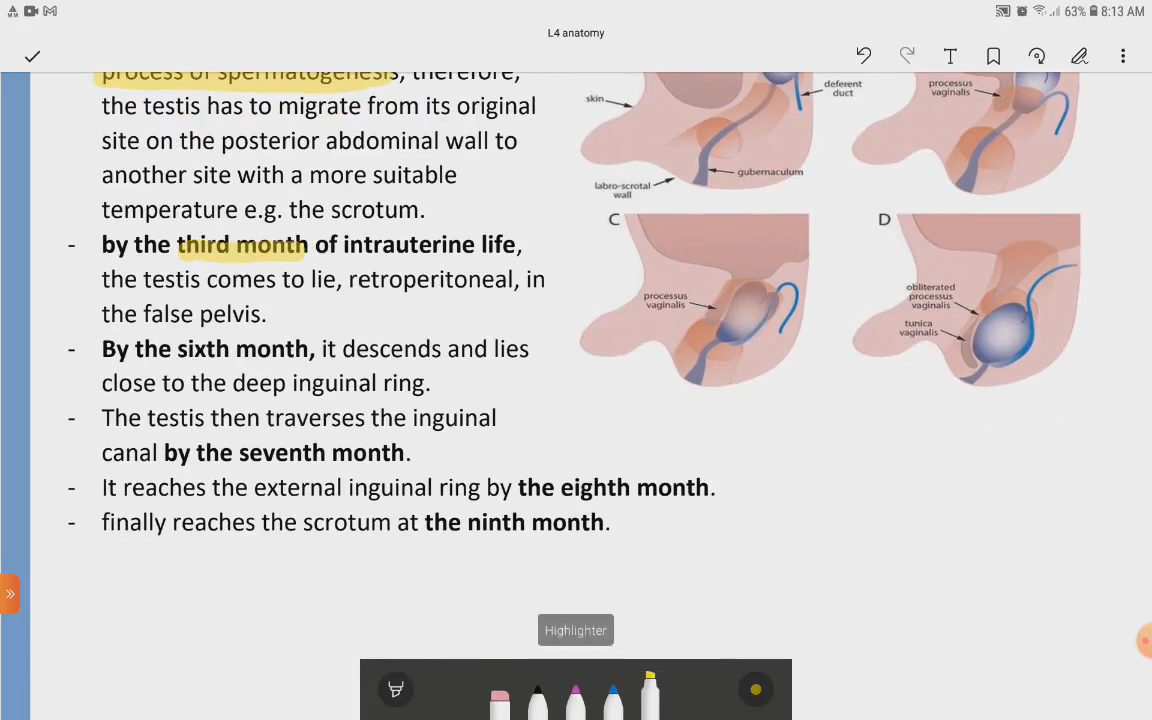 63% 8:13 AM
L4 anatomy
process of spermatogenesis, therefore,
the testis has to migrate from its original
site on the posterior abdominal wall to
another site with a more suitable
temperature e.g. the scrotum.
- by the third month of intrauterine life,
the testis comes to lie, retroperitoneal, in
the false pelvis.
- By the sixth month, it descends and lies
close to the deep inguinal ring.
- The testis then traverses the inguinal
canal by the seventh month.
- It reaches the external inguinal ring by the eighth month.
- finally reaches the scrotum at the ninth month.
skin
deferent
duct
gubernaculum
labro-scrotal
wall
processus
vaginalis
C
processus
vaginalis
D
obliterated
processus
vaginalis
tunica
vaginalis
Highlighter